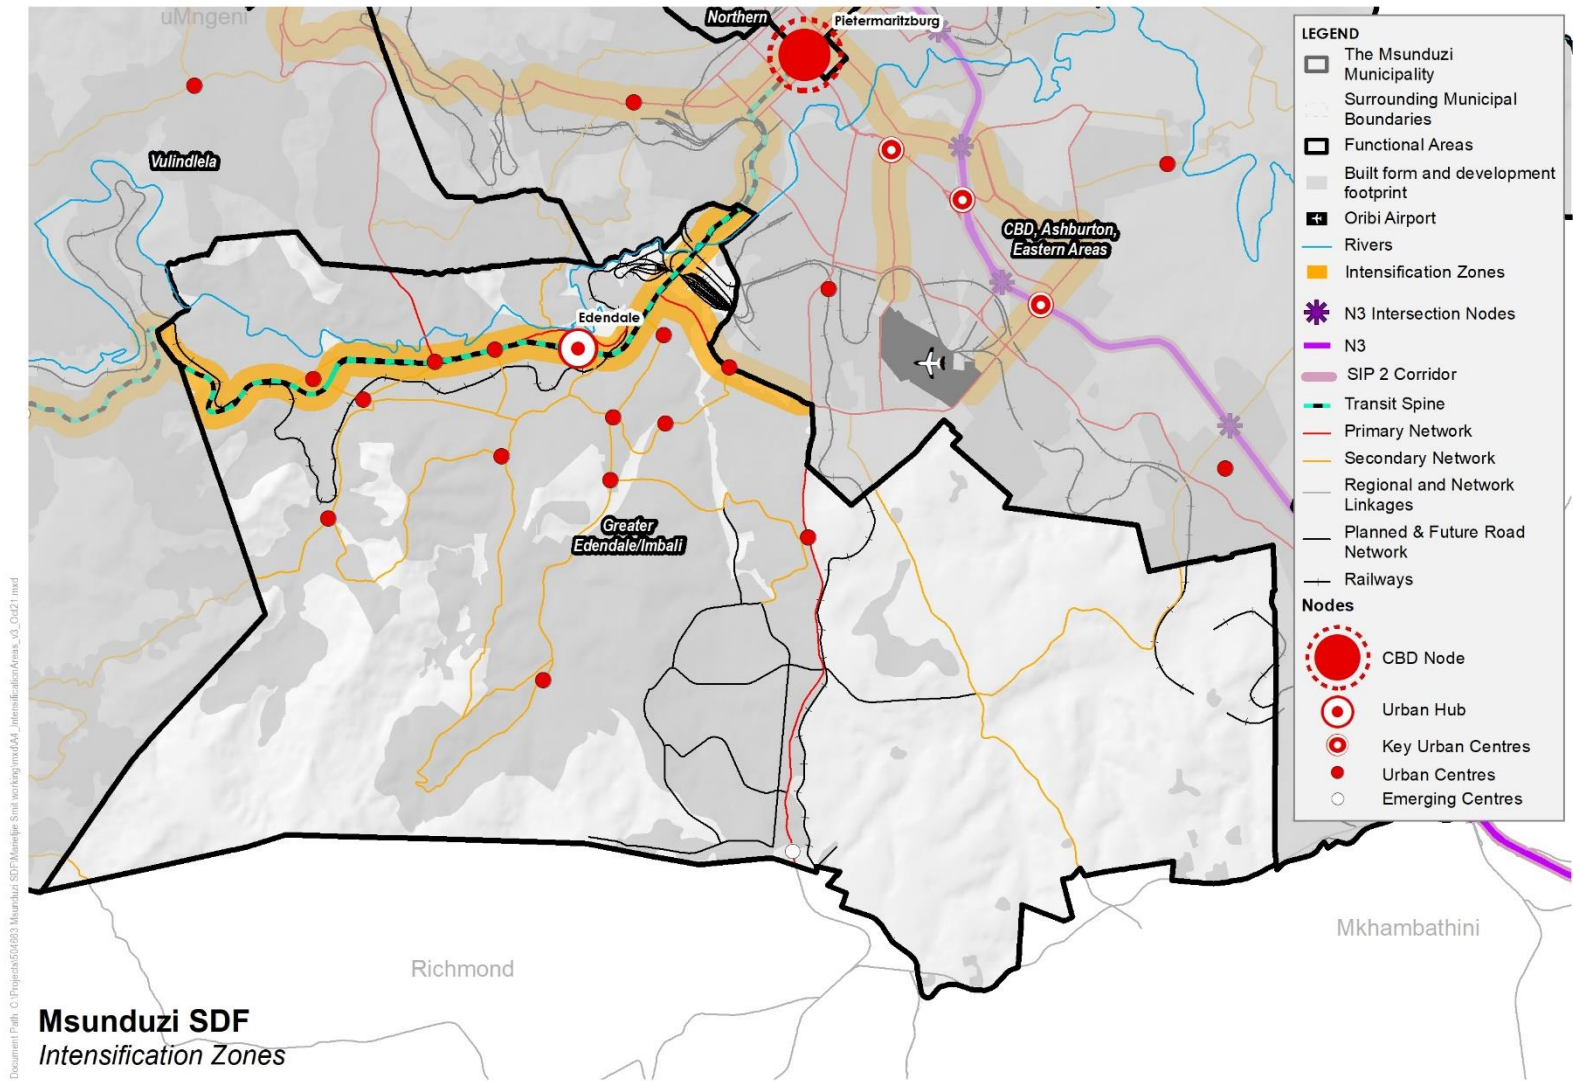 uMngeni
Northern
Pietermaritzburg
Vulindlela
CBD, Ashburton,
Eastern Areas
Edendale
Greater
Edendale/Imbali
Richmond
Mkhambathini
LEGEND
The Msunduzi
Municipality
Surrounding Municipal
Boundaries
Functional Areas
Built form and development
footprint
Oribi Airport
Rivers
Intensification Zones
N3 Intersection Nodes
N3
SIP 2 Corridor
Transit Spine
Primary Network
Secondary Network
Regional and Network
Linkages
Planned & Future Road
Network
Railways
Nodes
CBD Node
Urban Hub
Key Urban Centres
Urban Centres
Emerging Centres
Msunduzi SDF
Intensification Zones